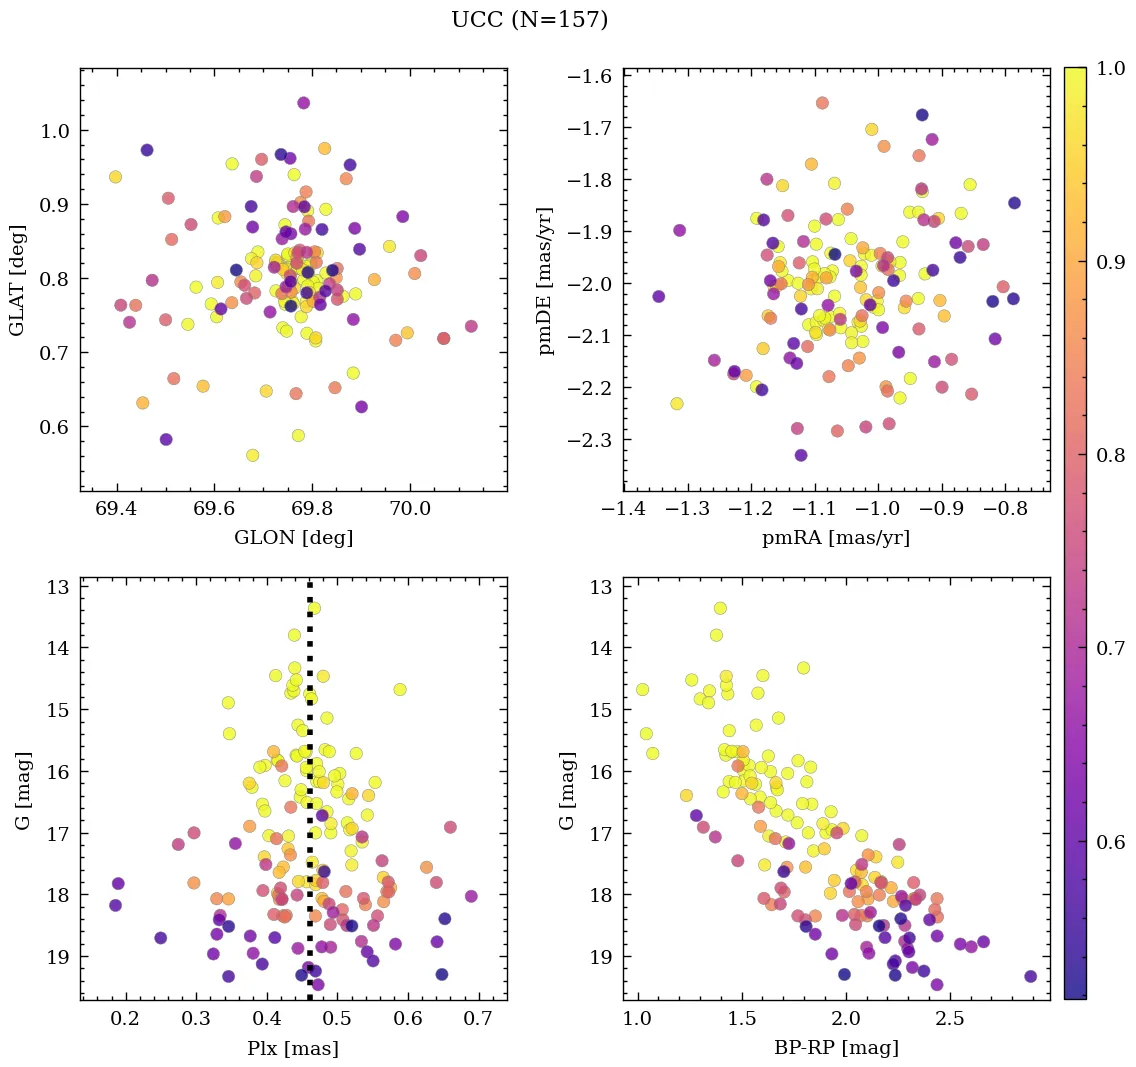 UCC (N=157)
1.0
0.9
0.8
0.7
0.6
GLAT [deg]
69.4 69.6 69.8 70.0
GLON [deg]
−1.6
−1.7
−1.8
−1.9
−2.0
−2.1
−2.2
−2.3
pmDE [mas/yr]
−1.4 −1.3 −1.2 −1.1 −1.0 −0.9 −0.8
pmRA [mas/yr]
13
14
15
16
17
18
19
G [mag]
0.2 0.3 0.4 0.5 0.6 0.7
Plx [mas]
13
14
15
16
17
18
19
G [mag]
1.0 1.5 2.0 2.5
BP-RP [mag]
1.0
0.9
0.8
0.7
0.6